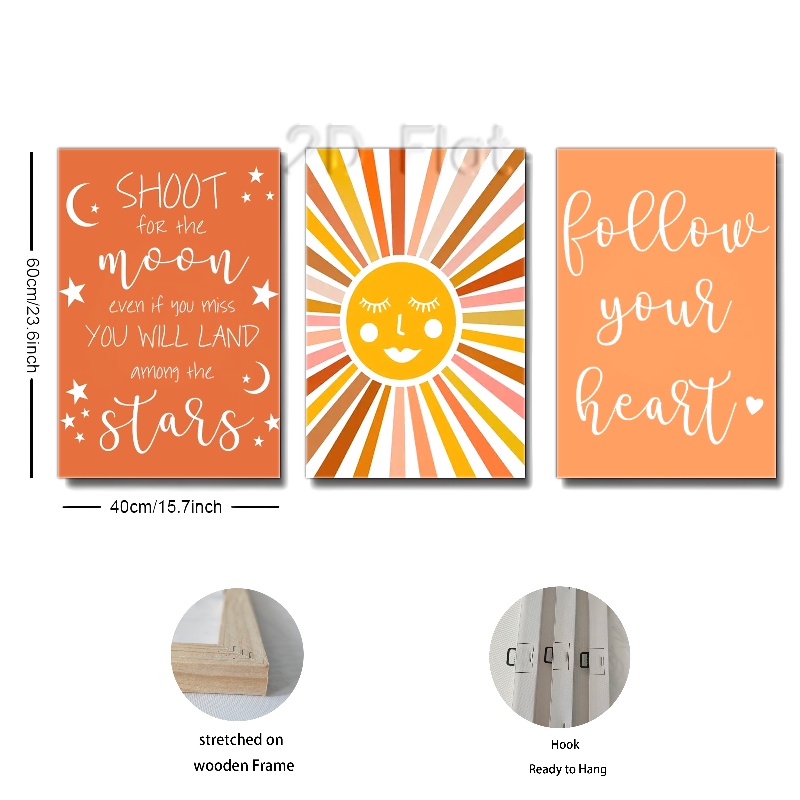 2D Flat
SHOOT
for the
moon
even if you miss
YOU WILL LAND
among the
stars
follow
your
heart
60cm/23.6inch
40cm/15.7inch
stretched on
wooden Frame
Hook
Ready to Hang